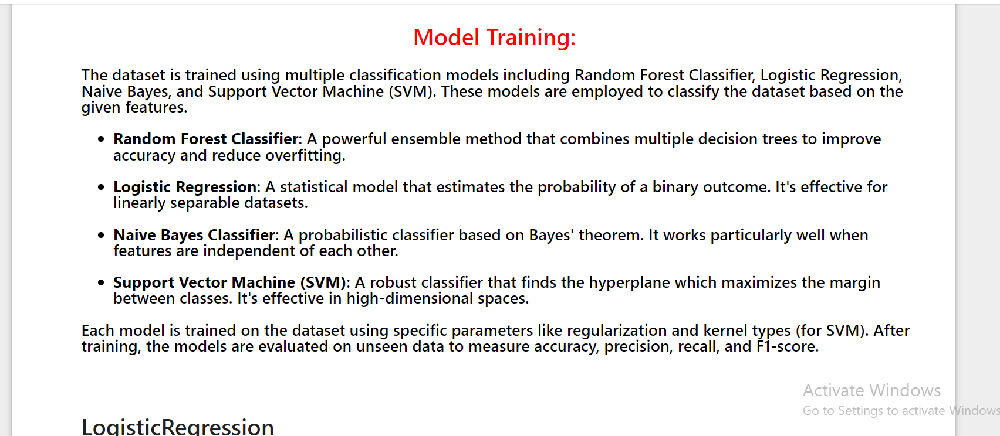 Model Training:
The dataset is trained using multiple classification models including Random Forest Classifier, Logistic Regression,
Naive Bayes, and Support Vector Machine (SVM). These models are employed to classify the dataset based on the
given features.
• Random Forest Classifier: A powerful ensemble method that combines multiple decision trees to improve
accuracy and reduce overfitting.
• Logistic Regression: A statistical model that estimates the probability of a binary outcome. It's effective for
linearly separable datasets.
• Naive Bayes Classifier: A probabilistic classifier based on Bayes' theorem. It works particularly well when
features are independent of each other.
• Support Vector Machine (SVM): A robust classifier that finds the hyperplane which maximizes the margin
between classes. It's effective in high-dimensional spaces.
Each model is trained on the dataset using specific parameters like regularization and kernel types (for SVM). After
training, the models are evaluated on unseen data to measure accuracy, precision, recall, and F1-score.
Activate Windows
Go to Settings to activate Windows
LogisticRegression